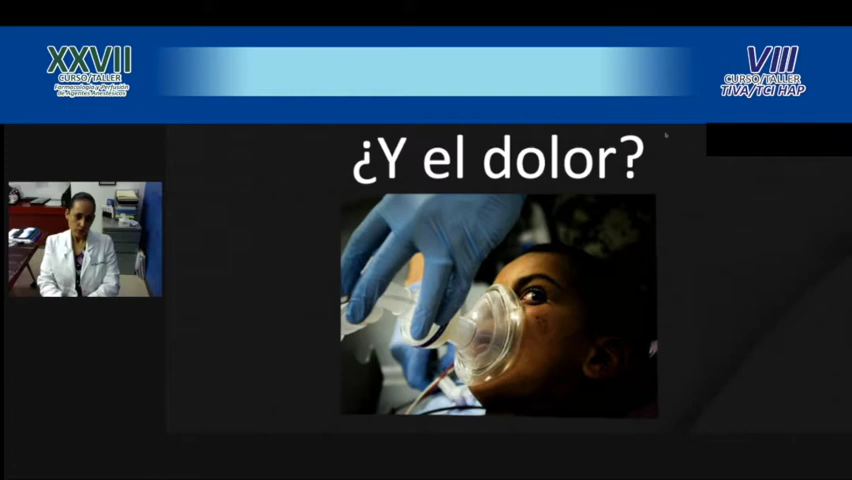 XXVII
CURSO/TALLER
Farmacología y Perfusión
de Agentes Anestésicos
VIII
CURSO/TALLER
TIVA/TCI HAP
¿Y el dolor?